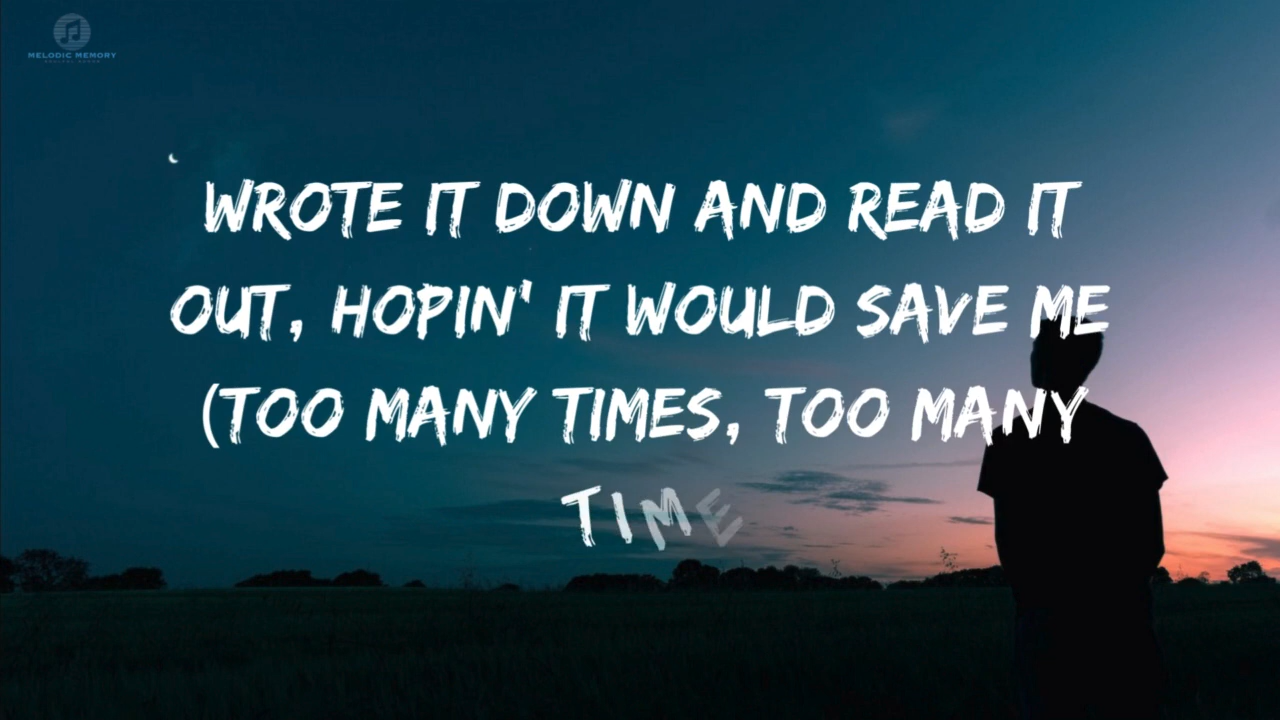 MELODIC MEMORY
WROTE IT DOWN AND READ IT
OUT, HOPIN' IT WOULD SAVE ME
(TOO MANY TIMES, TOO MANY
TIME